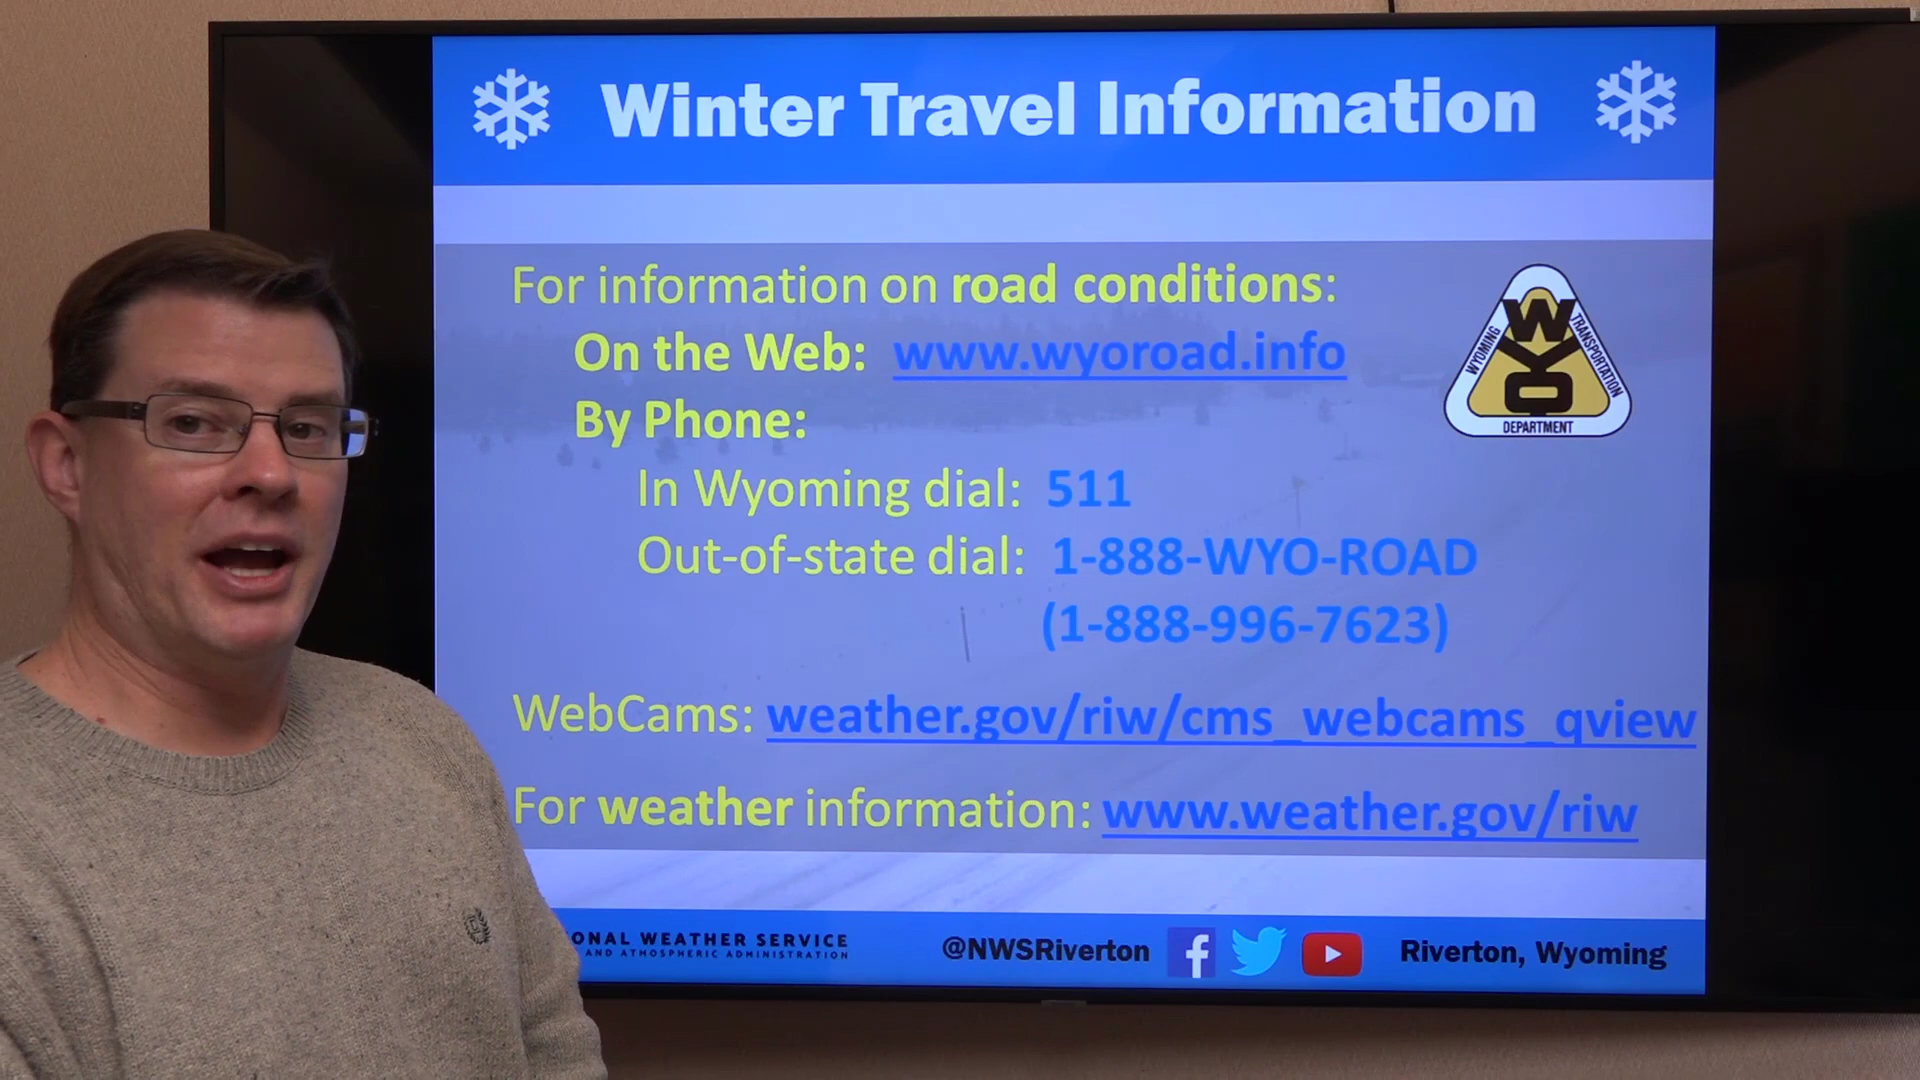 Winter Travel Information
For information on road conditions:
On the Web: www.wyoroad.info
By Phone:
In Wyoming dial: 511
Out-of-state dial: 1-888-WYO-ROAD
(1-888-996-7623)
WYO
WYOMING
TRANSPORTATION
DEPARTMENT
WebCams: weather.gov/riw/cms_webcams_qview
For weather information: www.weather.gov/riw
ONAL WEATHER SERVICE
AND ATMOSPHERIC ADMINISTRATION
@NWSRiverton
Riverton, Wyoming